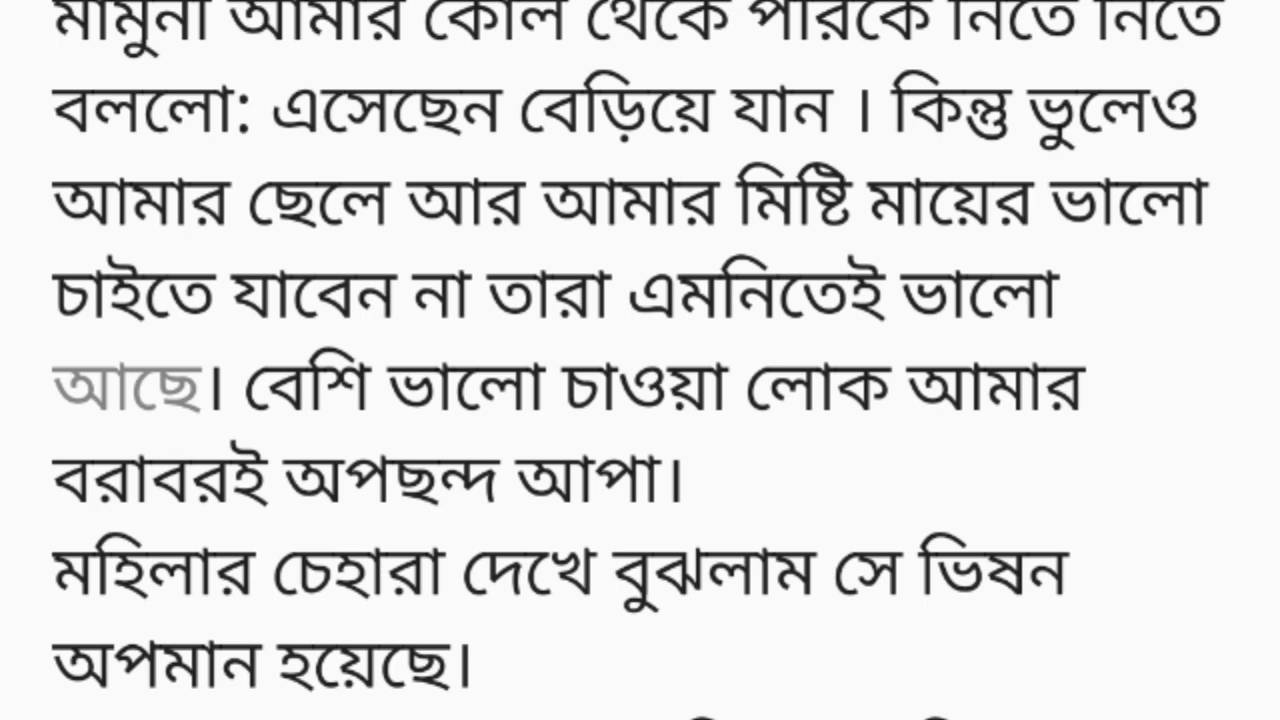 মামুনী আমার কোল থেকে পরিকে নিতে নিতে
বললো: এসেছেন বেড়িয়ে যান । কিন্তু ভুলেও
আমার ছেলে আর আমার মিষ্টি মায়ের ভালো
চাইতে যাবেন না তারা এমনিতেই ভালো
আছে। বেশি ভালো চাওয়া লোক আমার
বরাবরই অপছন্দ আপা।
মহিলার চেহারা দেখে বুঝলাম সে ভিষন
অপমান হয়েছে।